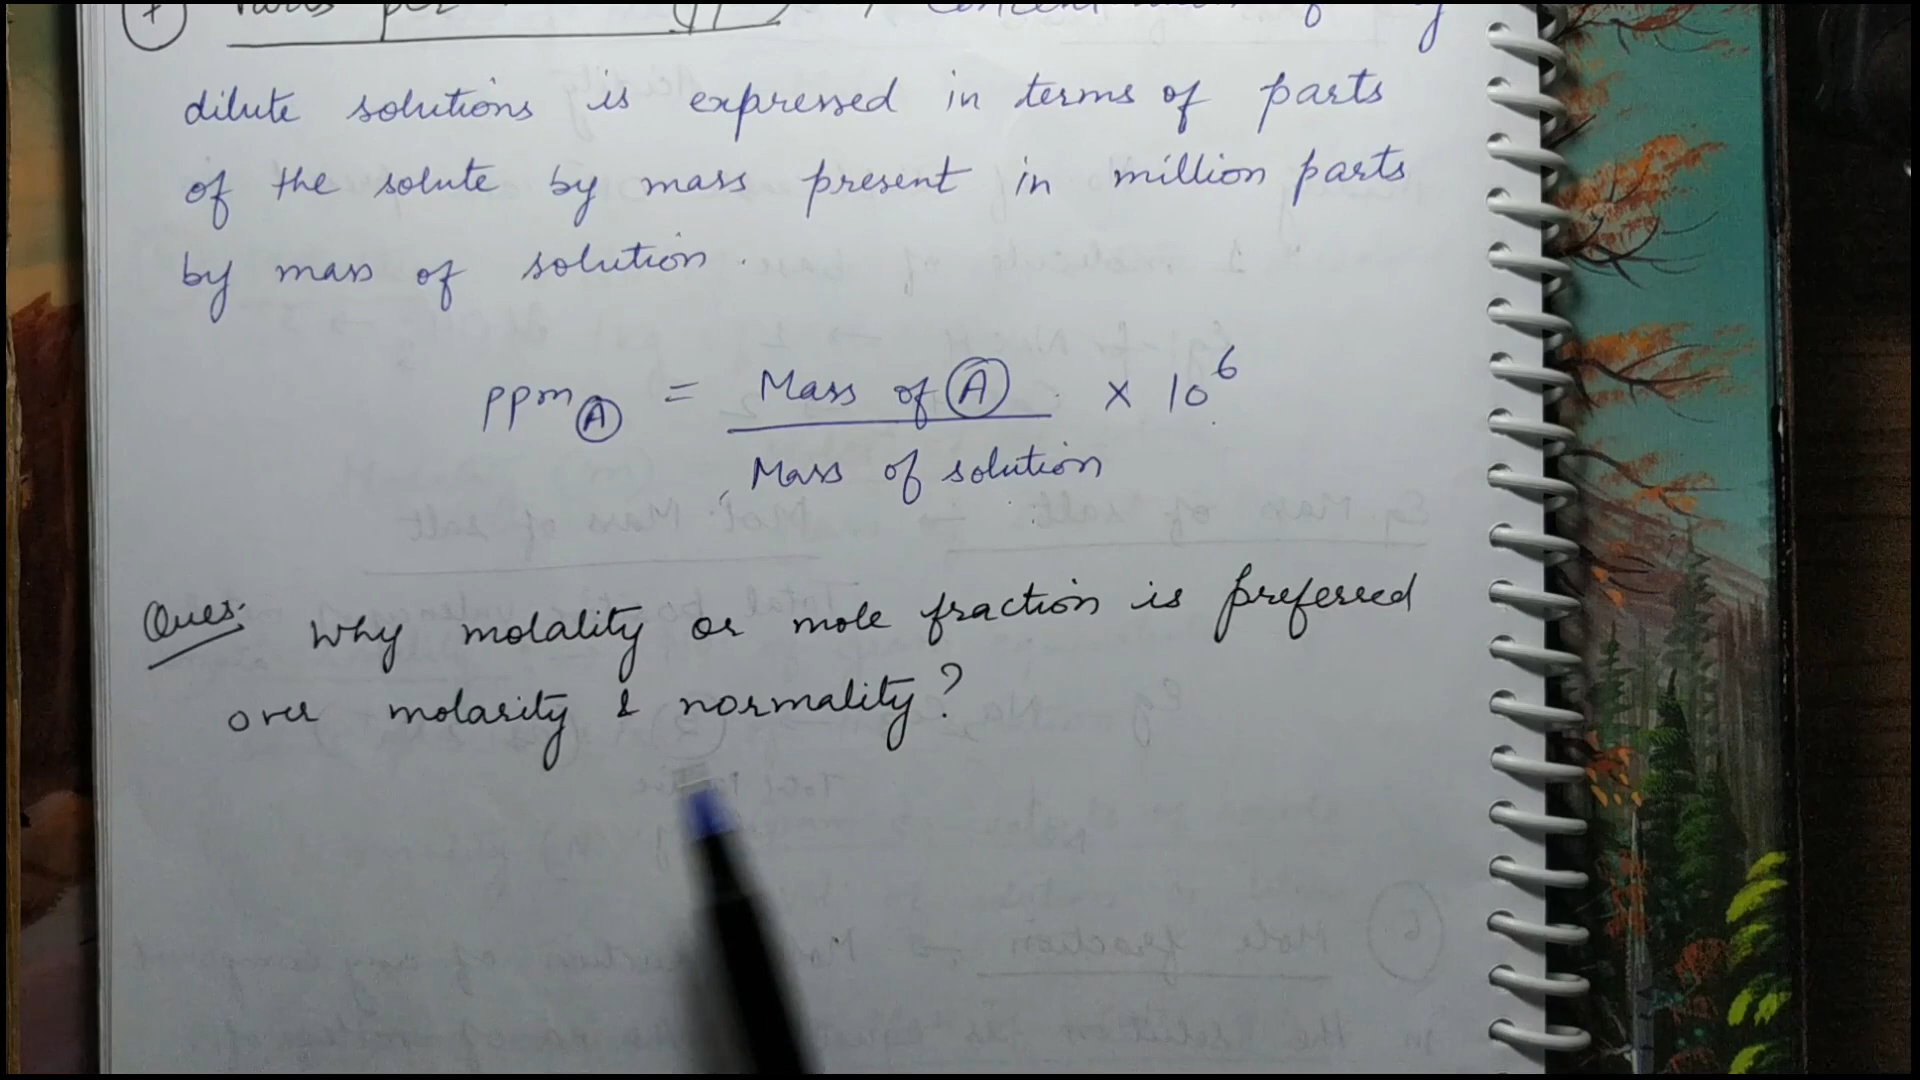 dilute solutions is expressed in terms of parts
of the solute by mass present in million parts
by mass of solution.
ppm Ⓐ = Mass of Ⓐ × 10⁶
Mass of solution
Ques. Why molality or mole fraction is preferred
over molarity & normality?